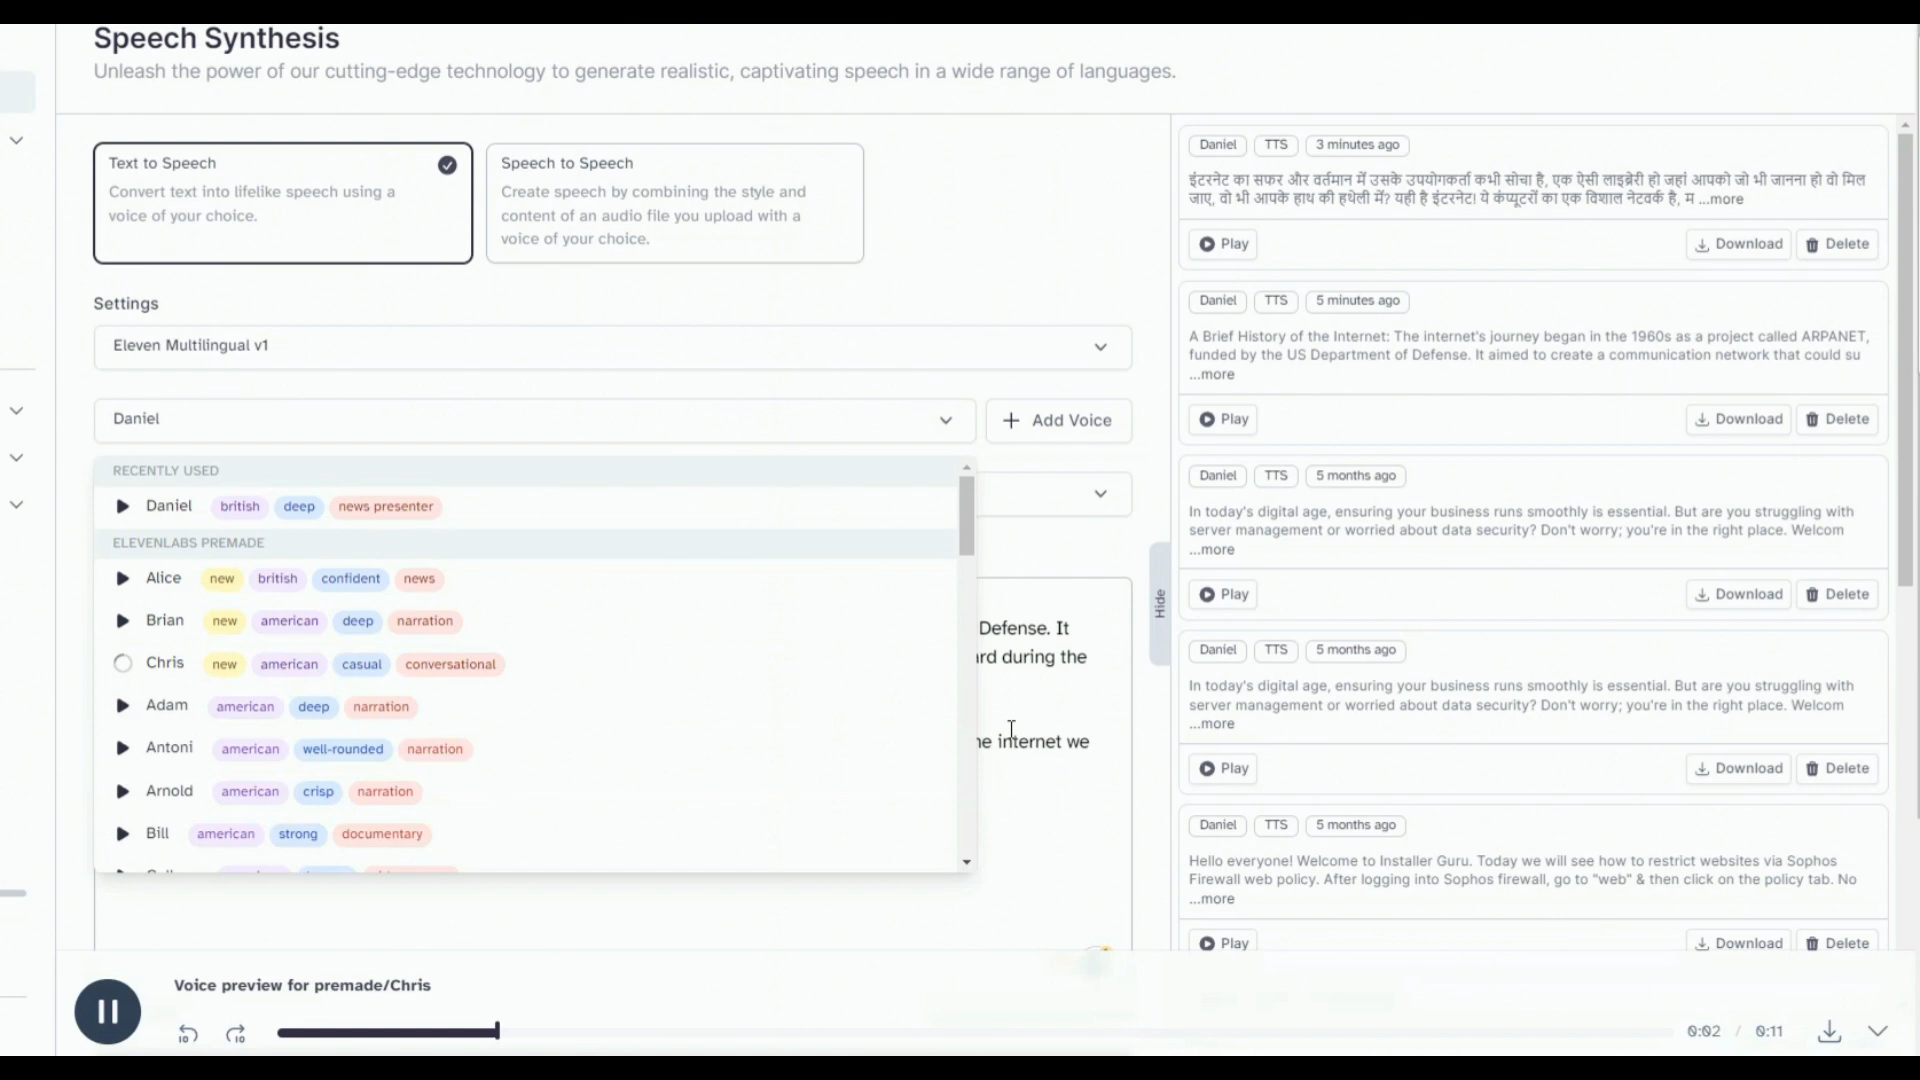 Speech Synthesis
Unleash the power of our cutting-edge technology to generate realistic, captivating speech in a wide range of languages.
Text to Speech
Convert text into lifelike speech using a
voice of your choice.
Speech to Speech
Create speech by combining the style and
content of an audio file you upload with a
voice of your choice.
Settings
Eleven Multilingual v1
Daniel
Add Voice
RECENTLY USED
Daniel british deep news presenter
ELEVENLABS PREMADE
Alice new british confident news
Brian new american deep narration
Chris new american casual conversational
Adam american deep narration
Antoni american well-rounded narration
Arnold american crisp narration
Bill american strong documentary
Defense. It
rd during the
he internet we
Hide
Daniel TTS 3 minutes ago
इंटरनेट का सफर और वर्तमान में उसके उपयोगकर्ता कभी सोचा है, एक ऐसी लाइब्रेरी हो जहां आपको जो भी जानना हो वो मिल
जाए, वो भी आपके हाथ की हथेली में? यही है इंटरनेट! ये कंप्यूटरों का एक विशाल नेटवर्क है, म ...more
Play Download Delete
Daniel TTS 5 minutes ago
A Brief History of the Internet: The internet's journey began in the 1960s as a project called ARPANET,
funded by the US Department of Defense. It aimed to create a communication network that could su
...more
Play Download Delete
Daniel TTS 5 months ago
In today's digital age, ensuring your business runs smoothly is essential. But are you struggling with
server management or worried about data security? Don't worry; you're in the right place. Welcom
...more
Play Download Delete
Daniel TTS 5 months ago
In today's digital age, ensuring your business runs smoothly is essential. But are you struggling with
server management or worried about data security? Don't worry; you're in the right place. Welcom
...more
Play Download Delete
Daniel TTS 5 months ago
Hello everyone! Welcome to Installer Guru. Today we will see how to restrict websites via Sophos
Firewall web policy. After logging into Sophos firewall, go to "web" & then click on the policy tab. No
...more
Play Download Delete
Voice preview for premade/Chris
10 10
0:02 / 0:11